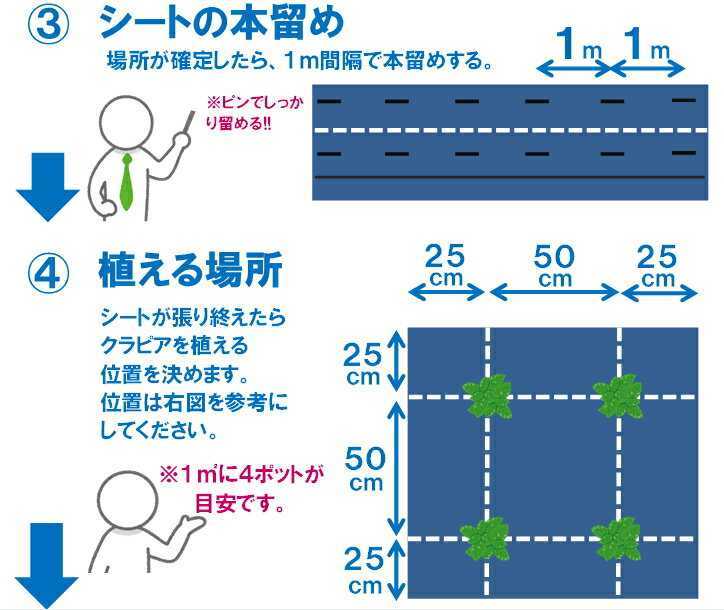 ③ シートの本留め
場所が確定したら、1m間隔で本留めする。
※ピンでしっか
り留める!!
1m 1m
④ 植える場所
シートが張り終えたら
クラピアを植える
位置を決めます。
位置は右図を参考に
してください。
※1㎡に4ポットが
目安です。
25 50 25
cm cm cm
25
cm
50
cm
25
cm